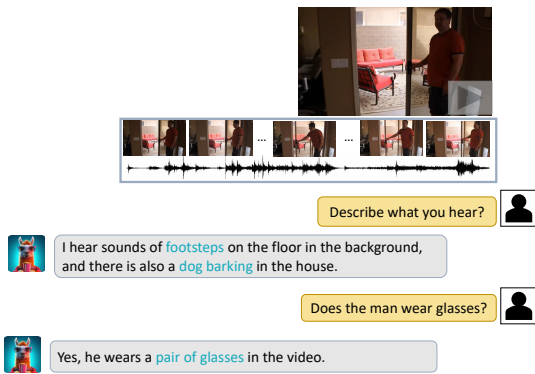 ... ...
Describe what you hear?
I hear sounds of footsteps on the floor in the background,
and there is also a dog barking in the house.
Does the man wear glasses?
Yes, he wears a pair of glasses in the video.